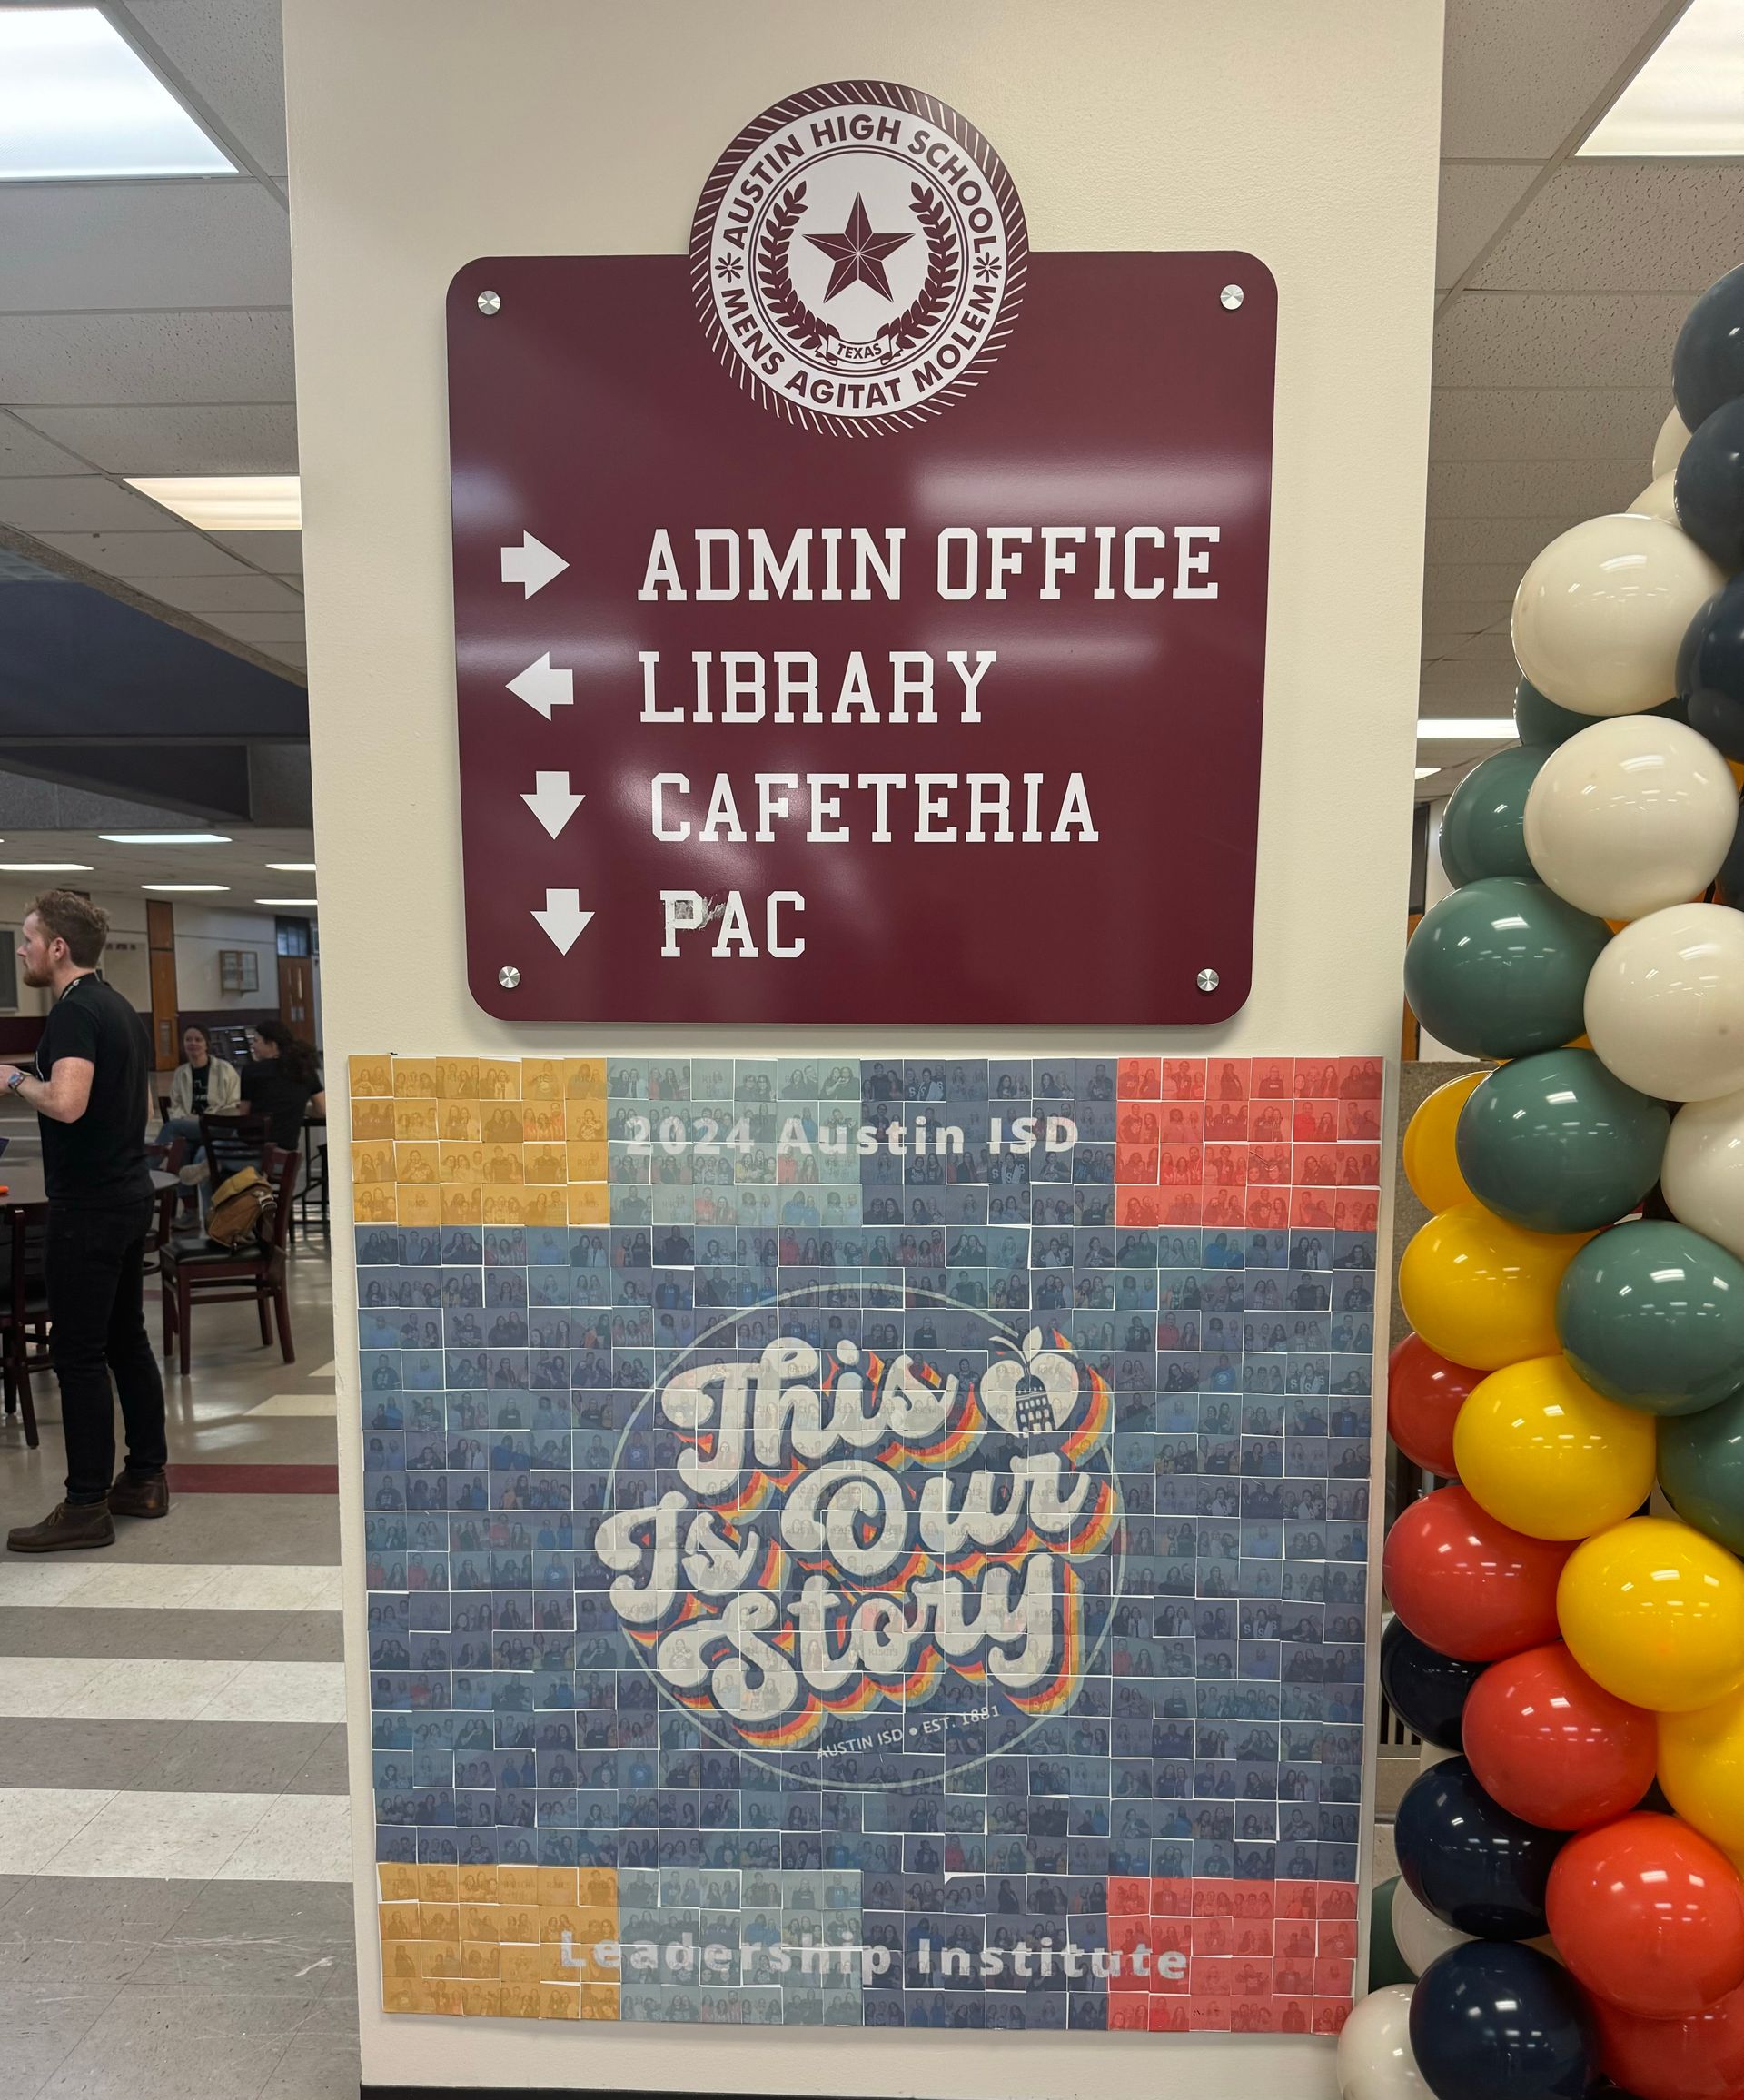 AUSTIN HIGH SCHOOL
TEXAS
MENS AGITAT MOLEM
ADMIN OFFICE
LIBRARY
CAFETERIA
PAC
2024 Austin ISD
This
Is Our
Story
AUSTIN ISD • EST. 1881
Leadership Institute